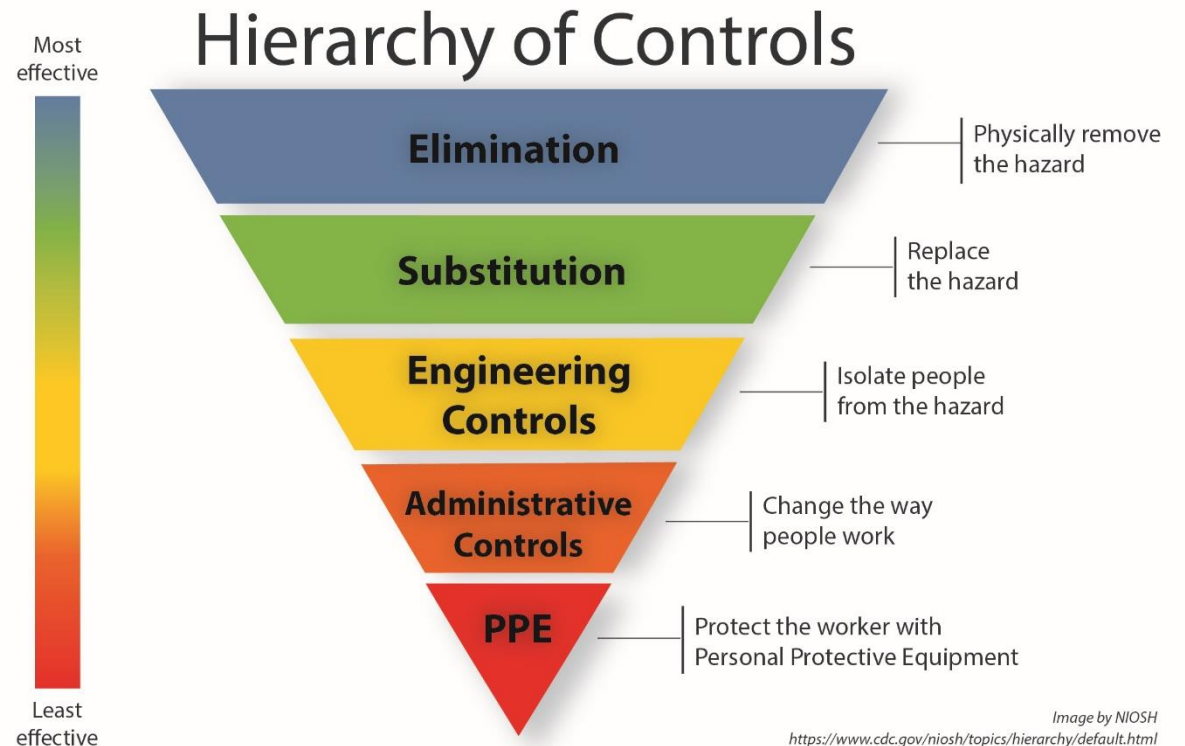 Hierarchy of Controls
Most
effective
Elimination
Physically remove
the hazard
Substitution
Replace
the hazard
Engineering
Controls
Isolate people
from the hazard
Administrative
Controls
Change the way
people work
PPE
Protect the worker with
Personal Protective Equipment
Least
effective
Image by NIOSH
https://www.cdc.gov/niosh/topics/hierarchy/default.html